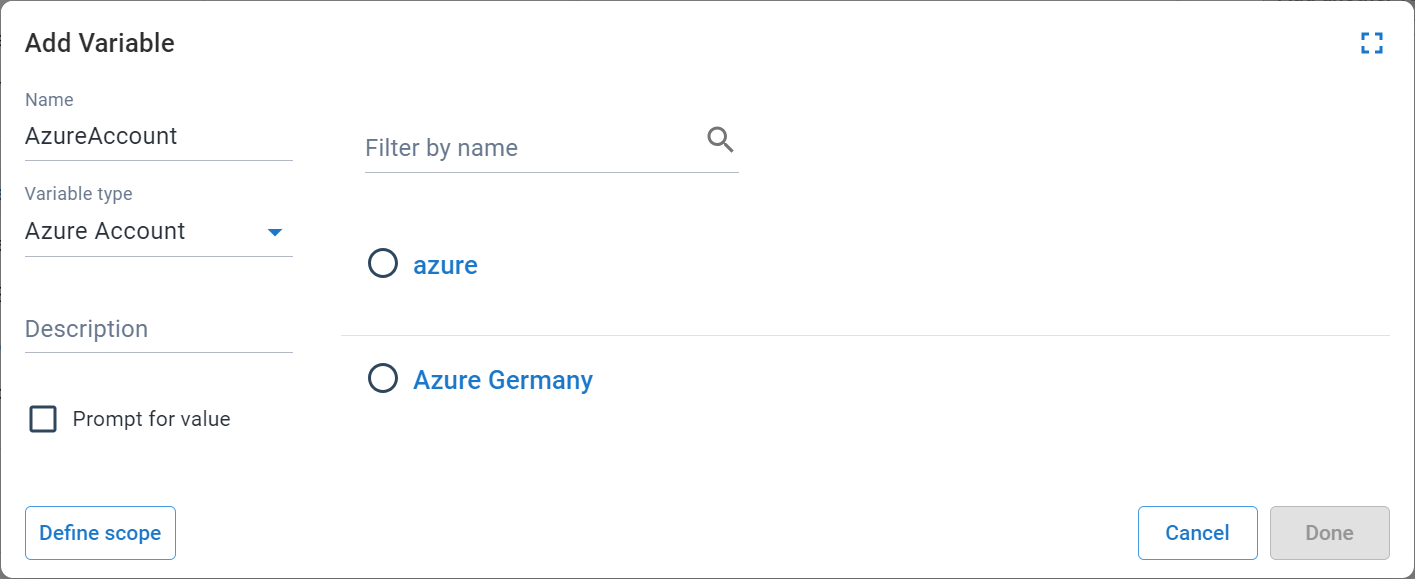 Add Variable
Name
AzureAccount
Filter by name
Variable type
Azure Account
azure
Description
Azure Germany
Prompt for value
Define scope
Cancel
Done